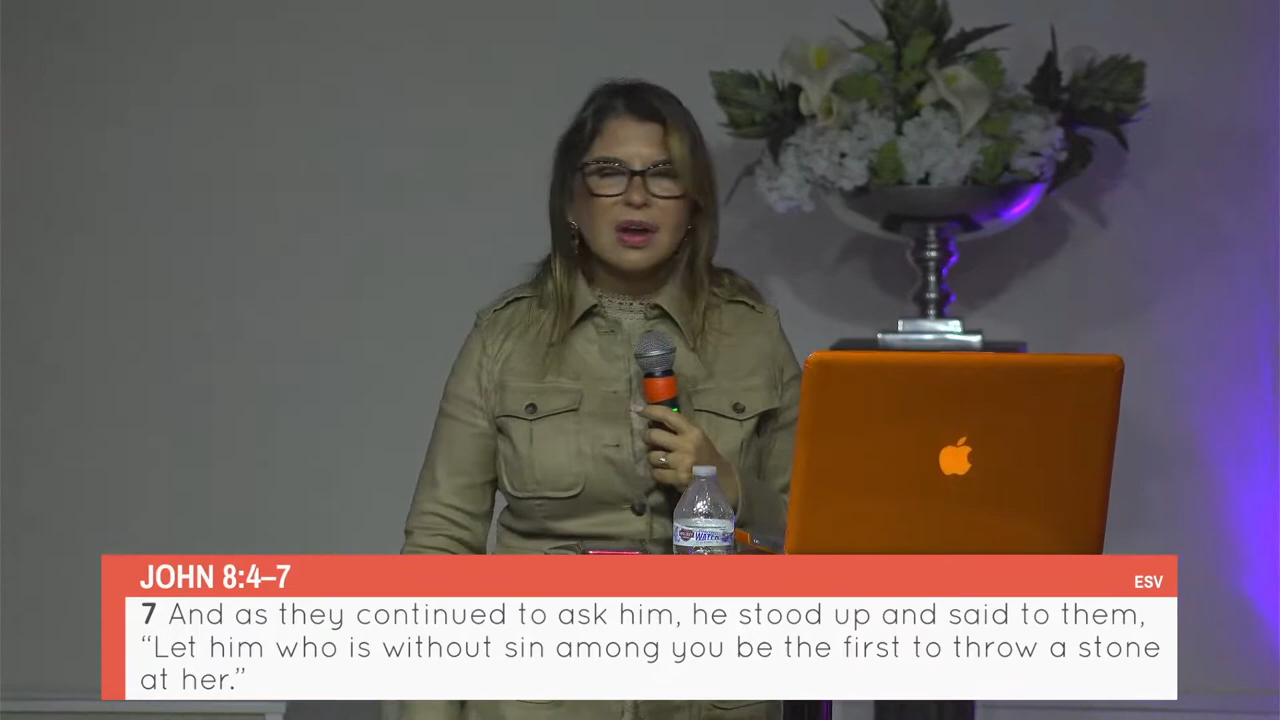 JOHN 8:4–7
ESV
7 And as they continued to ask him, he stood up and said to them,
“Let him who is without sin among you be the first to throw a stone
at her.”
WATER